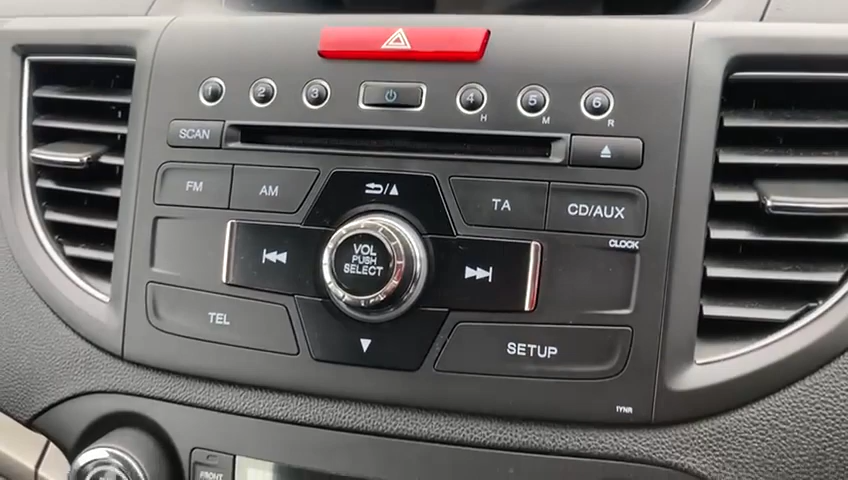 1 2 3 4 5 6
H M R
SCAN
FM AM TA CD/AUX
CLOCK
VOL
PUSH
SELECT
TEL SETUP
1YNR
FRONT